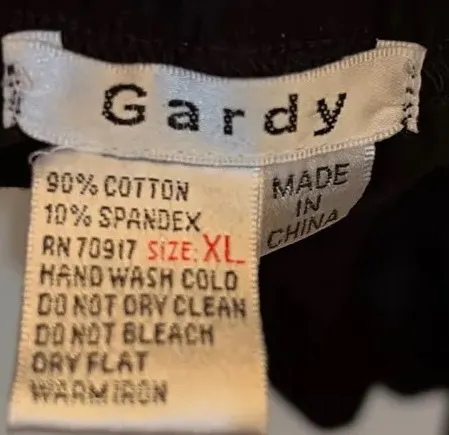 Gardy
90% COTTON
10% SPANDEX
RN 70917 SIZE: XL
HAND WASH COLD
DO NOT DRY CLEAN
DO NOT BLEACH
DRY FLAT
WARM IRON
MADE
IN
CHINA